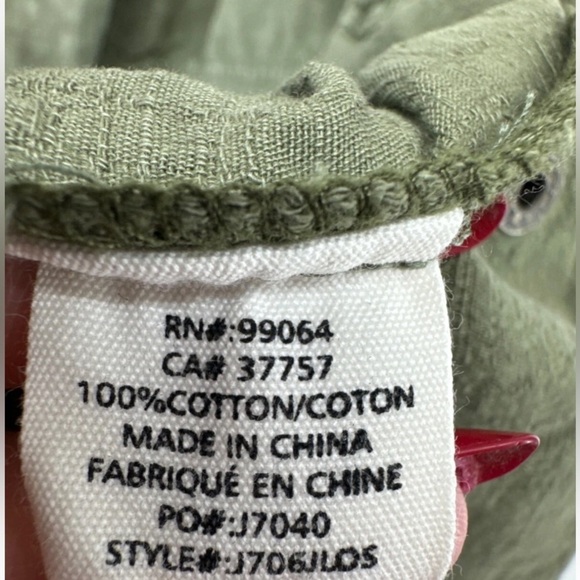 RN#:99064
CA# 37757
100%COTTON/COTON
MADE IN CHINA
FABRIQUÉ EN CHINE
PO#:J7040
STYLE#:J706JLOS